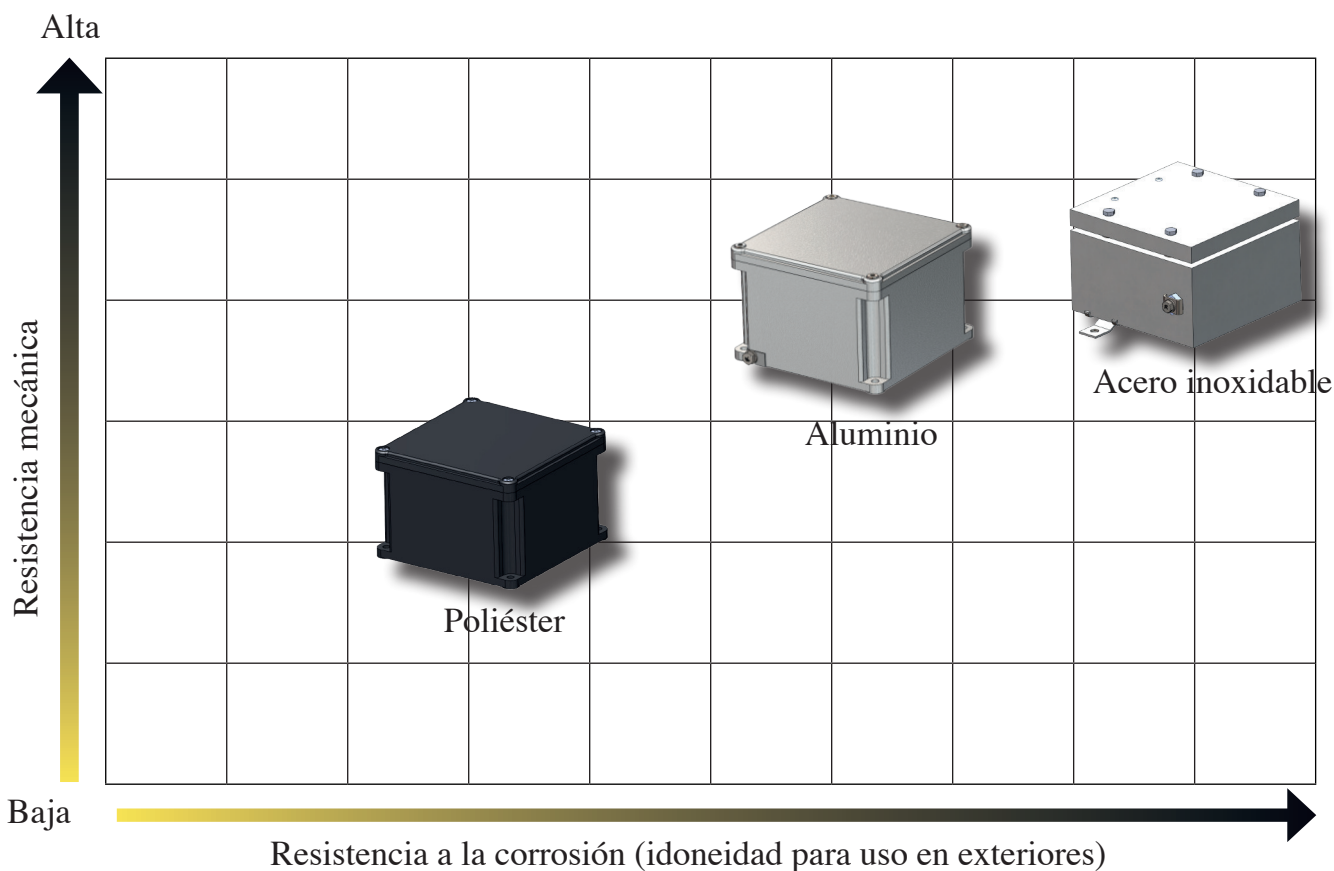 Alta
Resistencia mecánica
Acero inoxidable
Aluminio
Poliéster
Baja
Resistencia a la corrosión (idoneidad para uso en exteriores)